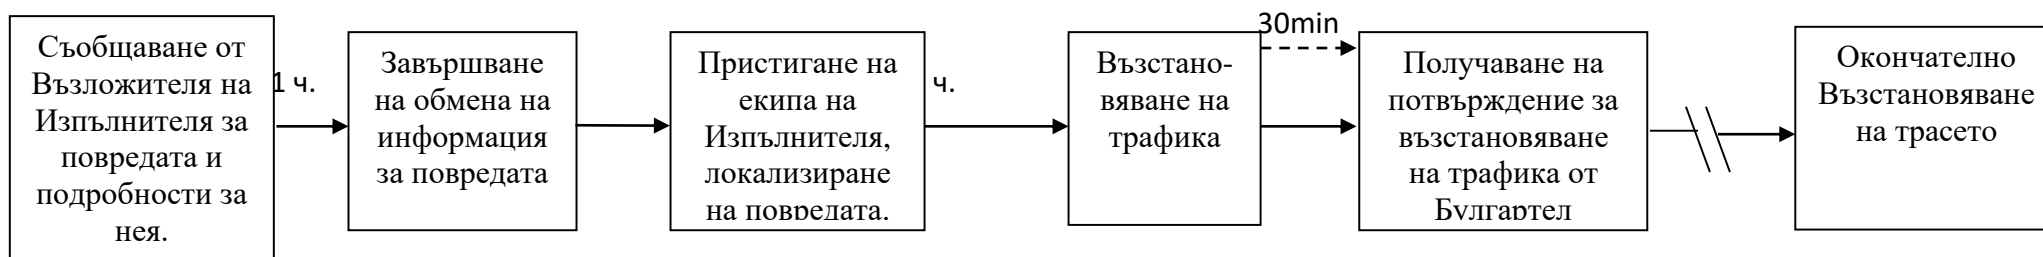 Съобщаване от
Възложителя на
Изпълнителя за
повредата и
подробности за
нея.
1 ч.
Завършване
на обмена на
информация
за повредата
Пристигане на
екипа на
Изпълнителя,
локализиране
на повредата.
ч.
Възстано-
вяване на
трафика
30min
Получаване на
потвърждение за
възстановяване
на трафика от
Булгартел
Окончателно
Възстановяване
на трасето